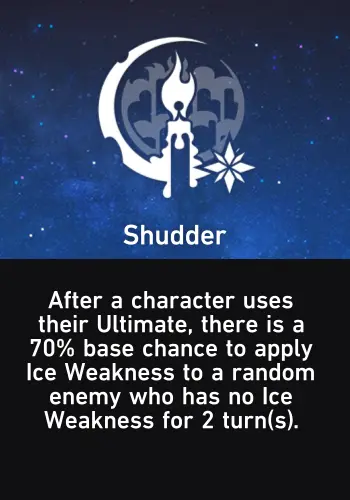 Shudder
After a character uses
their Ultimate, there is a
70% base chance to apply
Ice Weakness to a random
enemy who has no Ice
Weakness for 2 turn(s).